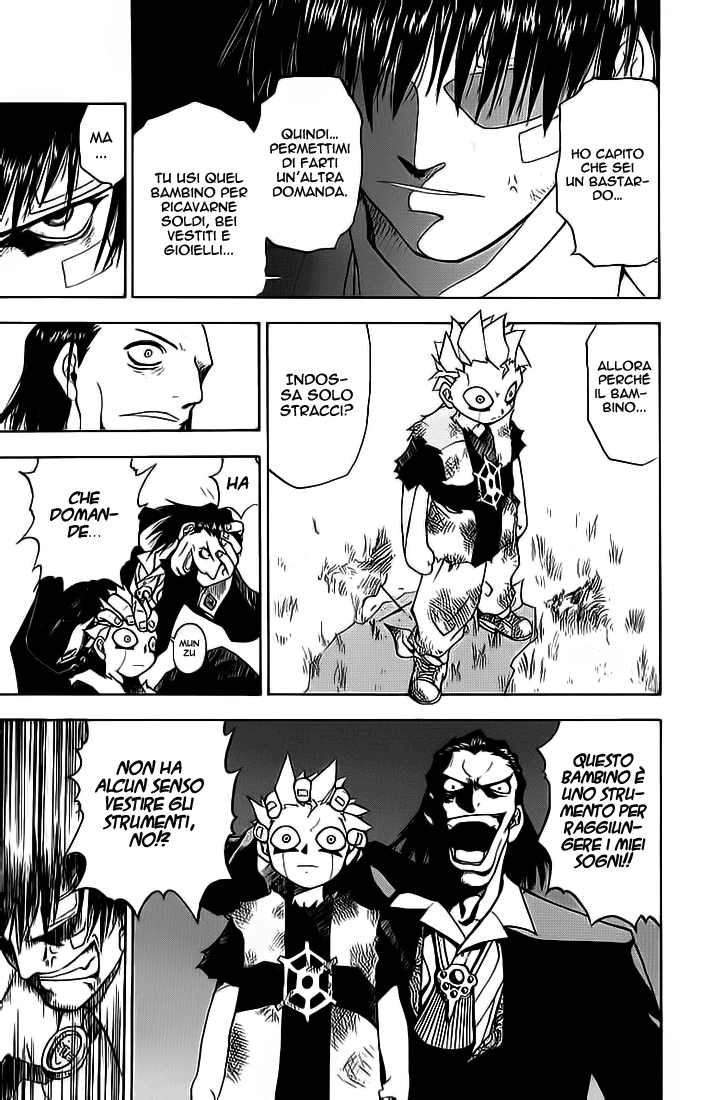 HO CAPITO
CHE SEI
UN BASTAR-
DO...
QUINDI...
PERMETTIMI
DI FARTI
UN'ALTRA
DOMANDA.
TU USI QUEL
BAMBINO PER
RICAVARNE
SOLDI, BEI
VESTITI E
GIOIELLI...
MA
...
ALLORA
PERCHÉ
IL BAM-
BINO...
INDOS-
SA SOLO
STRACCI?
HA
CHE
DOMAN-
DE...
MUN
ZU
QUESTO
BAMBINO È
UNO STRU-
MENTO PER
RAGGIUN-
GERE I MIEI
SOGNI!!
NON HA
ALCUN SENSO
VESTIRE GLI
STRUMENTI,
NO!?